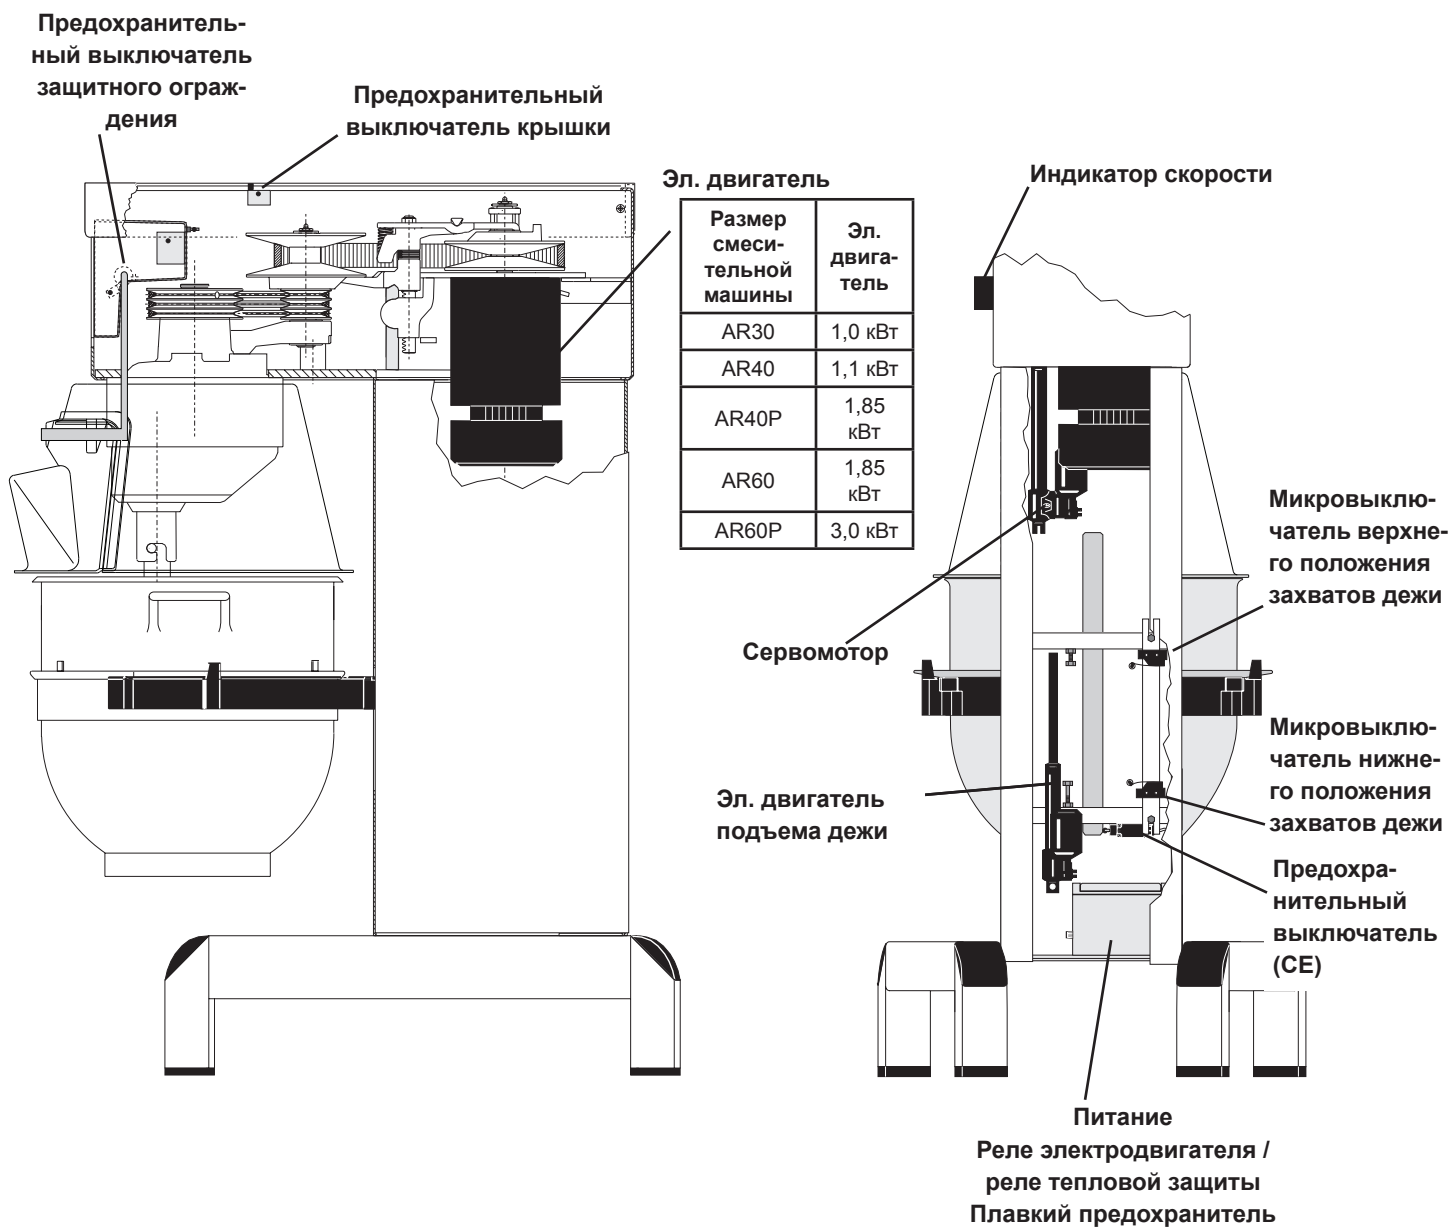 Предохранитель-
ный выключатель
защитного ограж-
дения
Предохранительный
выключатель крышки
Эл. двигатель
Размер
смеси-
тельной
машины
Эл.
двига-
тель
AR30
1,0 кВт
AR40
1,1 кВт
AR40P
1,85
кВт
AR60
1,85
кВт
AR60P
3,0 кВт
Индикатор скорости
Микровыклю-
чатель верхне-
го положения
захватов дежи
Сервомотор
Микровыклю-
чатель нижне-
го положения
захватов дежи
Эл. двигатель
подъема дежи
Предохра-
нительный
выключатель
(CE)
Питание
Реле электродвигателя /
реле тепловой защиты
Плавкий предохранитель